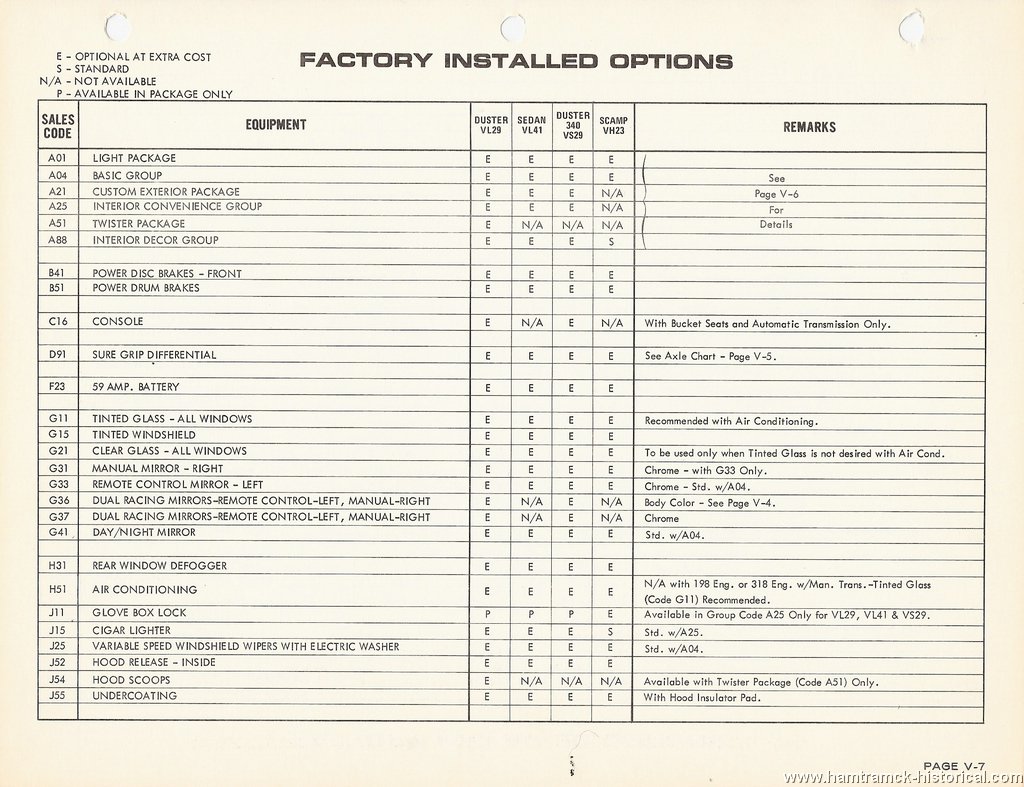 E - OPTIONAL AT EXTRA COST
S - STANDARD
N/A - NOT AVAILABLE
P - AVAILABLE IN PACKAGE ONLY
FACTORY INSTALLED OPTIONS
SALES CODE EQUIPMENT DUSTER VL29 SEDAN VL41 DUSTER 340 VS29 SCAMP VH23 REMARKS
A01 LIGHT PACKAGE E E E E
A04 BASIC GROUP E E E E See
A21 CUSTOM EXTERIOR PACKAGE E E E N/A Page V-6
A25 INTERIOR CONVENIENCE GROUP E E E N/A For
A51 TWISTER PACKAGE E N/A N/A N/A Details
A88 INTERIOR DECOR GROUP E E E S
B41 POWER DISC BRAKES - FRONT E E E E
B51 POWER DRUM BRAKES E E E E
C16 CONSOLE E N/A E N/A With Bucket Seats and Automatic Transmission Only.
D91 SURE GRIP DIFFERENTIAL E E E E See Axle Chart - Page V-5.
F23 59 AMP. BATTERY E E E E
G11 TINTED GLASS - ALL WINDOWS E E E E Recommended with Air Conditioning.
G15 TINTED WINDSHIELD E E E E
G21 CLEAR GLASS - ALL WINDOWS E E E E To be used only when Tinted Glass is not desired with Air Cond.
G31 MANUAL MIRROR - RIGHT E E E E Chrome - with G33 Only.
G33 REMOTE CONTROL MIRROR - LEFT E E E E Chrome - Std. w/A04.
G36 DUAL RACING MIRRORS-REMOTE CONTROL-LEFT, MANUAL-RIGHT E N/A E N/A Body Color - See Page V-4.
G37 DUAL RACING MIRRORS-REMOTE CONTROL-LEFT, MANUAL-RIGHT E N/A E N/A Chrome
G41 DAY/NIGHT MIRROR E E E E Std. w/A04.
H31 REAR WINDOW DEFOGGER E E E E
H51 AIR CONDITIONING E E E E N/A with 198 Eng. or 318 Eng. w/Man. Trans.-Tinted Glass
(Code G11) Recommended.
J11 GLOVE BOX LOCK P P P E Available in Group Code A25 Only for VL29, VL41 & VS29.
J15 CIGAR LIGHTER E E E S Std. w/A25.
J25 VARIABLE SPEED WINDSHIELD WIPERS WITH ELECTRIC WASHER E E E E Std. w/A04.
J52 HOOD RELEASE - INSIDE E E E E
J54 HOOD SCOOPS E N/A N/A N/A Available with Twister Package (Code A51) Only.
J55 UNDERCOATING E E E E With Hood Insulator Pad.
PAGE V-7
www.hamtramck-historical.com